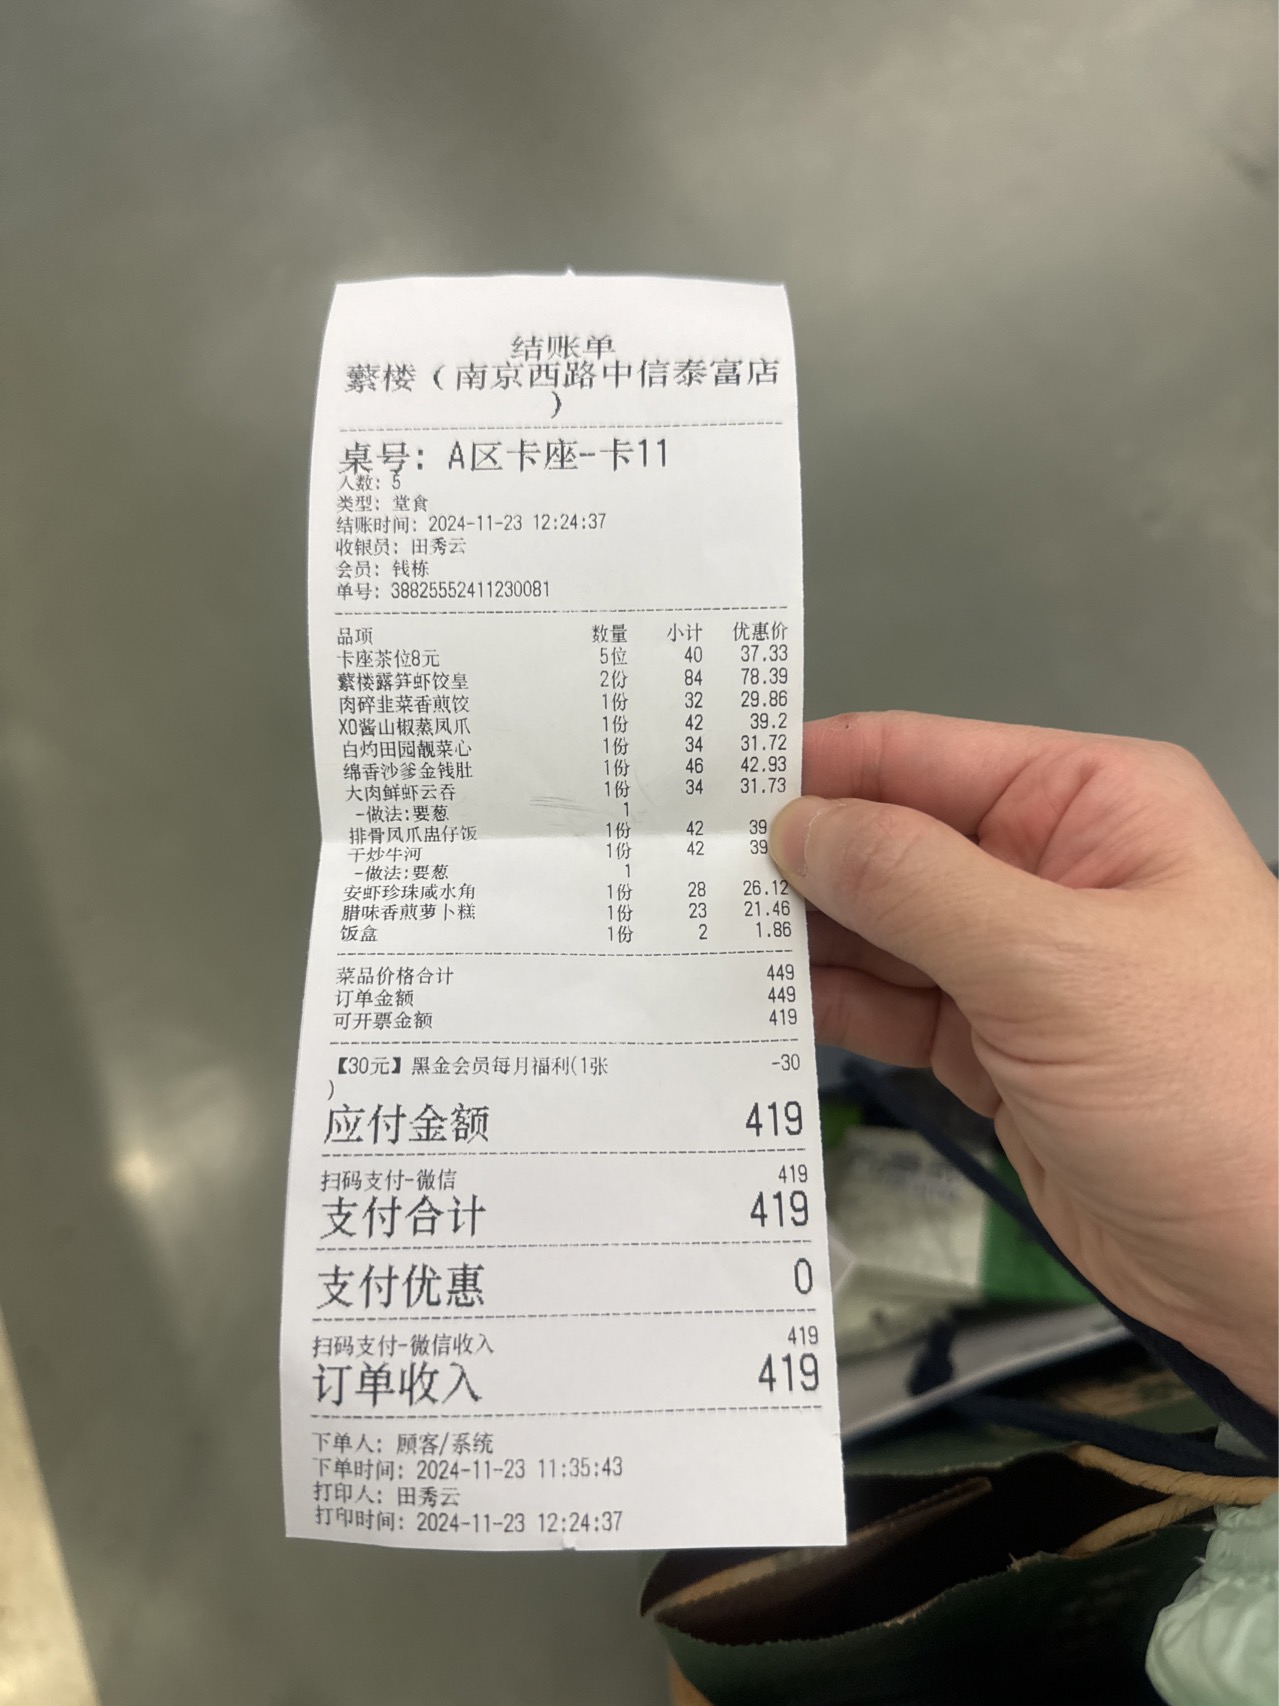 结账单
蘩楼（南京西路中信泰富店
）
桌号：A区卡座-卡11
人数：5
类型：堂食
结账时间：2024-11-23 12:24:37
收银员：田秀云
会员：钱栋
单号：38825552411230081
品项 数量 小计 优惠价
卡座茶位8元 5位 40 37.33
蘩楼露笋虾饺皇 2份 84 78.39
肉碎韭菜香煎饺 1份 32 29.86
XO酱山椒蒸凤爪 1份 42 39.2
白灼田园靓菜心 1份 34 31.72
绵香沙爹金钱肚 1份 46 42.93
大肉鲜虾云吞 1份 34 31.73
-做法:要葱 1
排骨凤爪盅仔饭 1份 42 39
干炒牛河 1份 42 39
-做法:要葱 1
安虾珍珠咸水角 1份 28 26.12
腊味香煎萝卜糕 1份 23 21.46
饭盒 1份 2 1.86
菜品价格合计 449
订单金额 449
可开票金额 419
【30元】黑金会员每月福利(1张 -30
)
应付金额 419
扫码支付-微信 419
支付合计 419
支付优惠 0
扫码支付-微信收入 419
订单收入 419
下单人：顾客/系统
下单时间：2024-11-23 11:35:43
打印人：田秀云
打印时间：2024-11-23 12:24:37